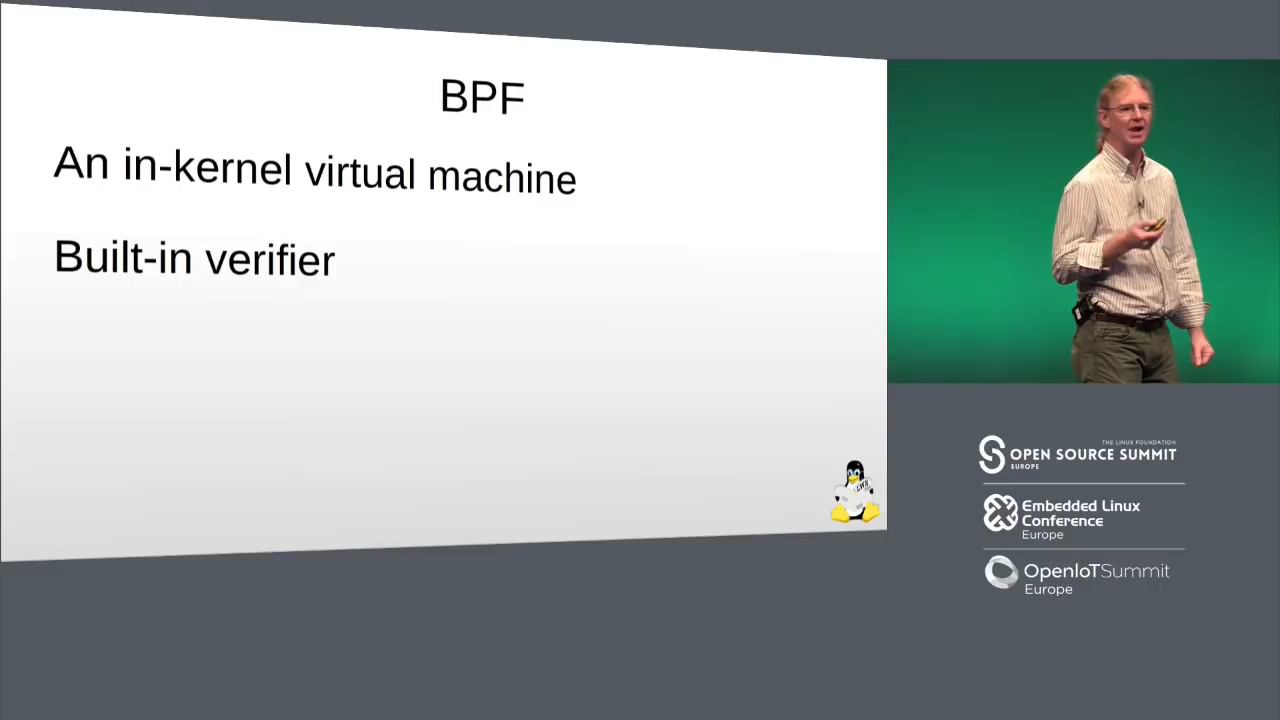 BPF
An in-kernel virtual machine
Built-in verifier
LWN
THE LINUX FOUNDATION
OPEN SOURCE SUMMIT
EUROPE
Embedded Linux
Conference
Europe
OpenIoTSummit
Europe